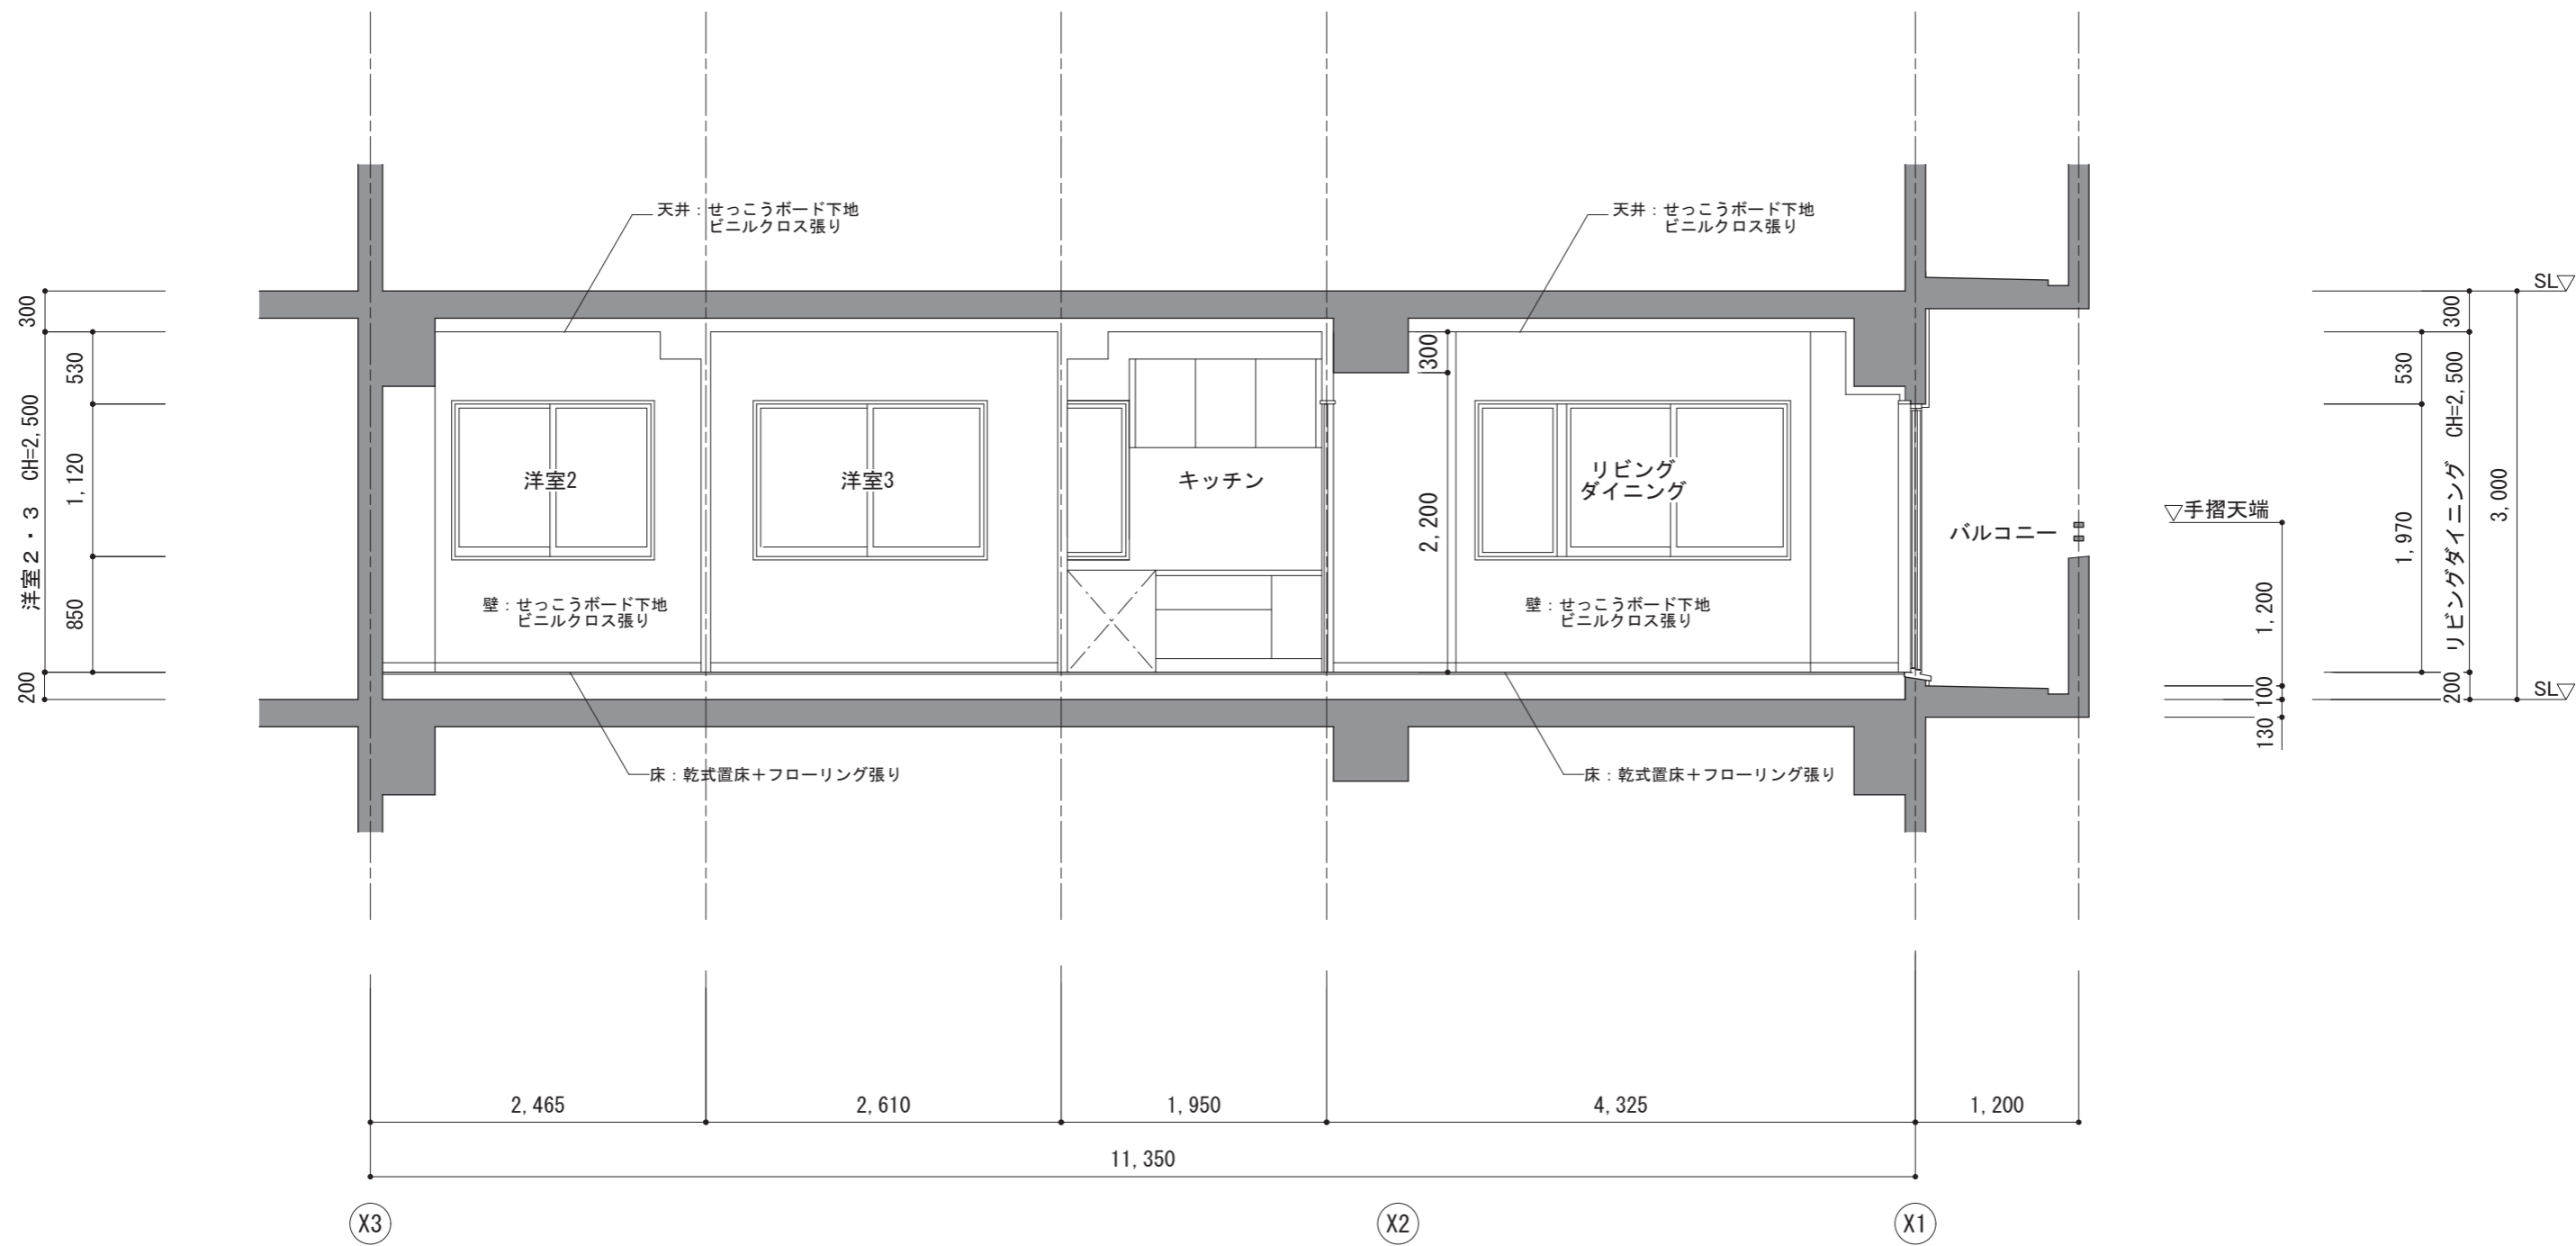 天井：せっこうボード下地
ビニルクロス張り
天井：せっこうボード下地
ビニルクロス張り
SL▽
300
530
洋室２・３ CH=2,500
1,120
850
200
洋室2
洋室3
キッチン
300
2,200
リビング
ダイニング
バルコニー
▽手摺天端
1,200
100
130
300
530
リビングダイニング CH=2,500
1,970
3,000
200
SL▽
壁：せっこうボード下地
ビニルクロス張り
壁：せっこうボード下地
ビニルクロス張り
床：乾式置床＋フローリング張り
床：乾式置床＋フローリング張り
2,465
2,610
1,950
4,325
1,200
11,350
X3
X2
X1